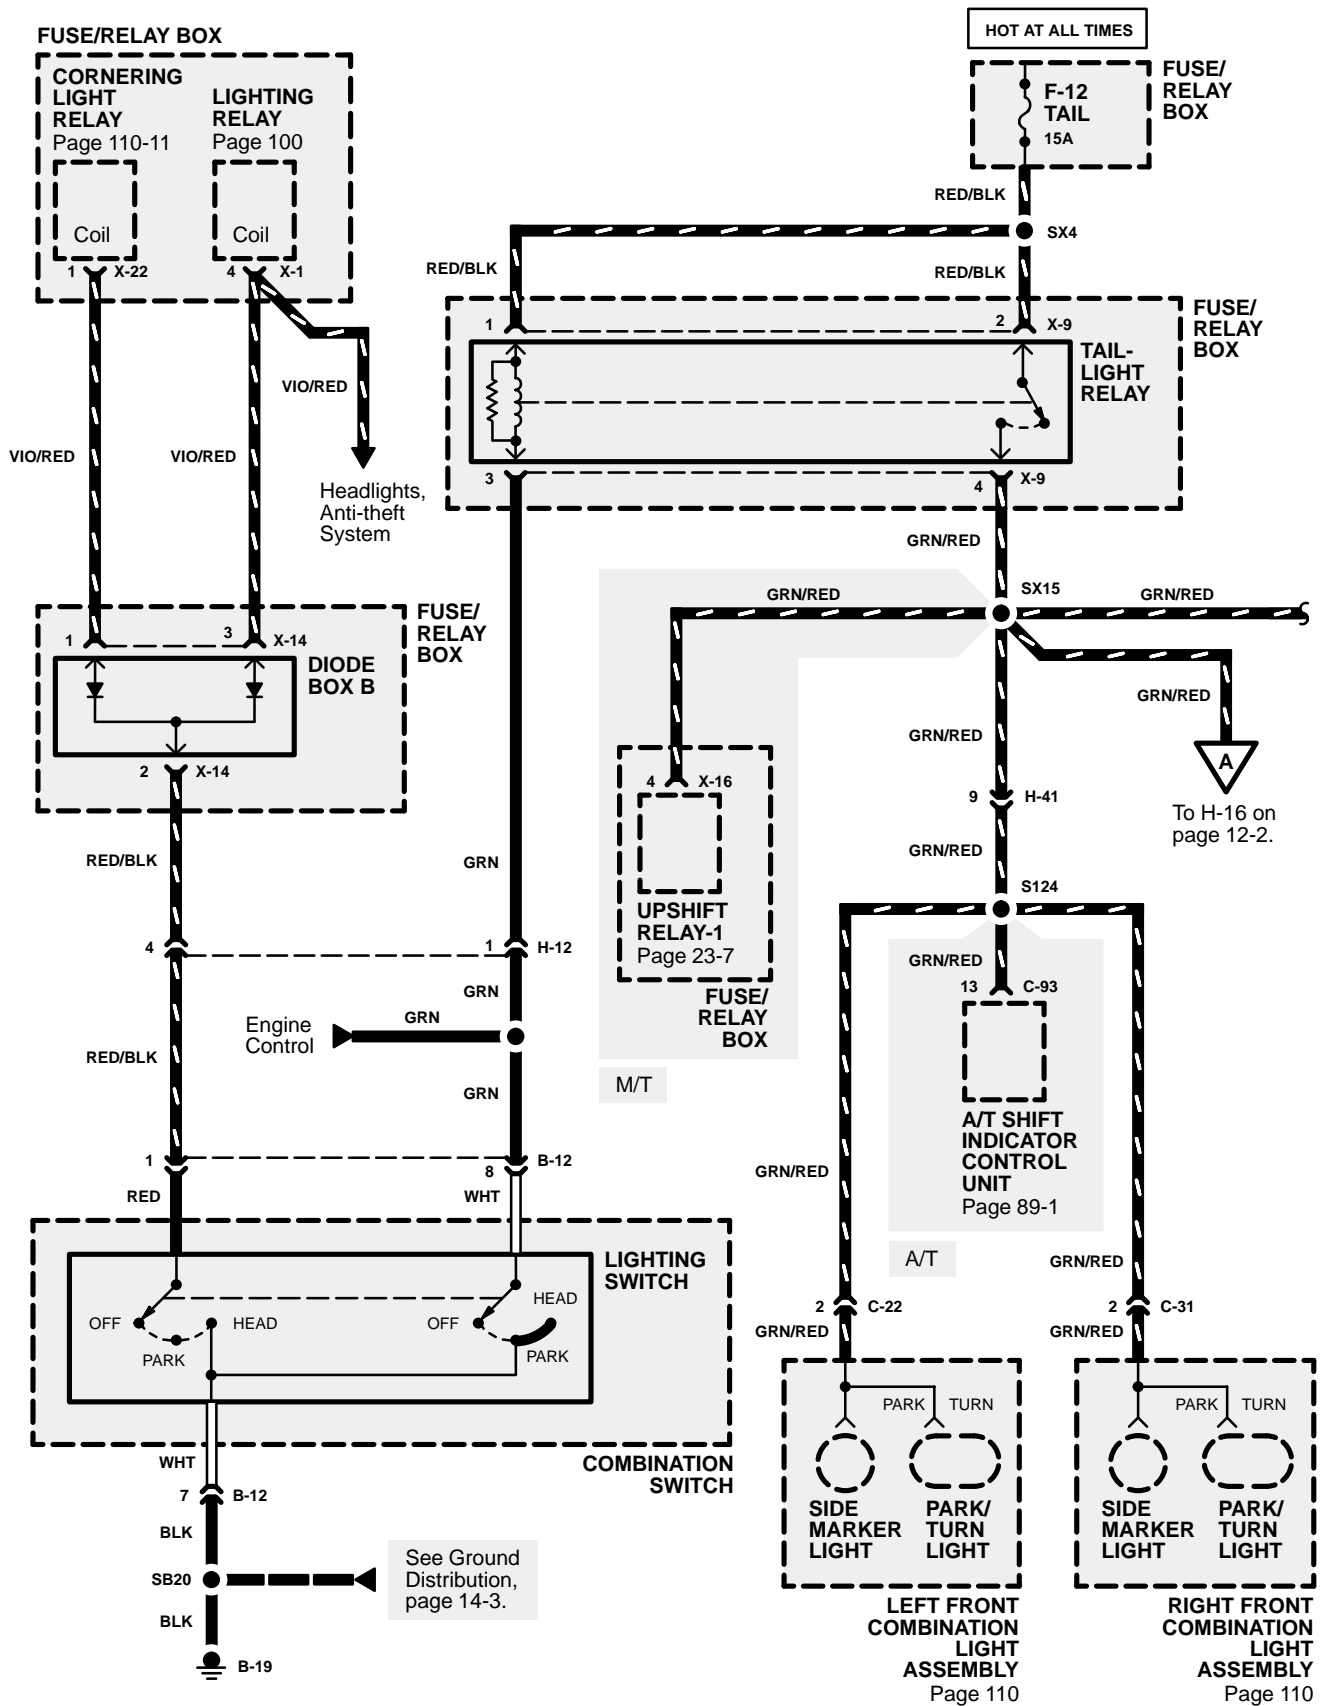 HOT AT ALL TIMES
FUSE/RELAY BOX
CORNERING
LIGHT
RELAY
Page 110-11
LIGHTING
RELAY
Page 100
Coil
Coil
1
X-22
4
X-1
F-12
TAIL
15A
FUSE/
RELAY
BOX
RED/BLK
SX4
RED/BLK
RED/BLK
1
2
X-9
FUSE/
RELAY
BOX
TAIL-
LIGHT
RELAY
3
4
X-9
VIO/RED
VIO/RED
VIO/RED
Headlights,
Anti-theft
System
GRN/RED
SX15
GRN/RED
GRN/RED
GRN/RED
A
To H-16 on
page 12-2.
1
3
X-14
FUSE/
RELAY
BOX
DIODE
BOX B
2
X-14
GRN/RED
9
H-41
GRN/RED
S124
4
X-16
UPSHIFT
RELAY-1
Page 23-7
FUSE/
RELAY
BOX
M/T
RED/BLK
GRN
4
1
H-12
GRN
Engine
Control
GRN
RED/BLK
GRN
GRN/RED
13
C-93
A/T SHIFT
INDICATOR
CONTROL
UNIT
Page 89-1
A/T
1
8
B-12
RED
WHT
LIGHTING
SWITCH
OFF
PARK
HEAD
OFF
HEAD
PARK
COMBINATION
SWITCH
WHT
7
B-12
BLK
SB20
See Ground
Distribution,
page 14-3.
BLK
B-19
GRN/RED
GRN/RED
2
C-22
2
C-31
GRN/RED
GRN/RED
PARK
TURN
PARK
TURN
SIDE
MARKER
LIGHT
PARK/
TURN
LIGHT
SIDE
MARKER
LIGHT
PARK/
TURN
LIGHT
LEFT FRONT
COMBINATION
LIGHT
ASSEMBLY
Page 110
RIGHT FRONT
COMBINATION
LIGHT
ASSEMBLY
Page 110